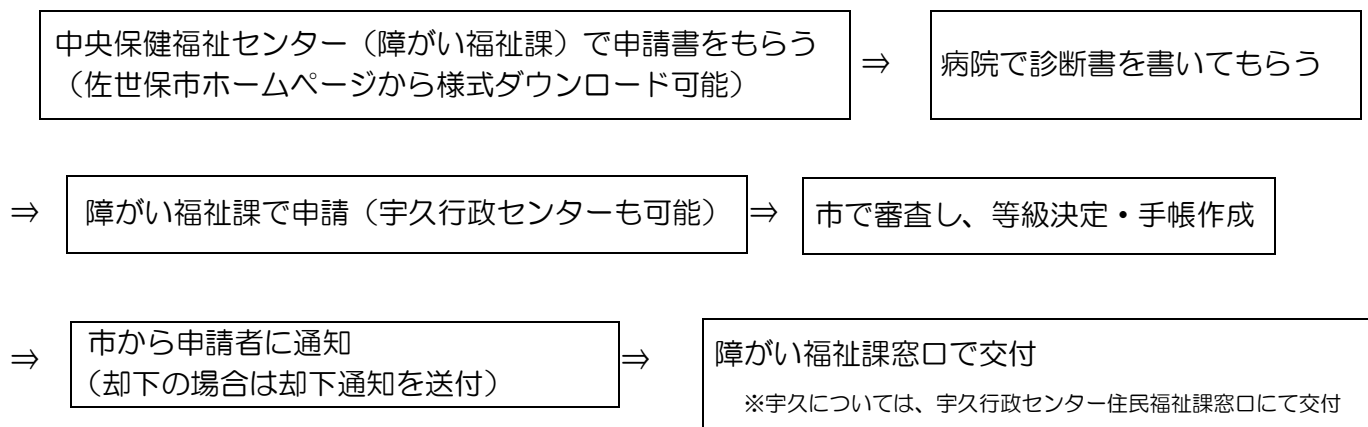 中央保健福祉センター（障がい福祉課）で申請書をもらう
（佐世保市ホームページから様式ダウンロード可能）
⇒
病院で診断書を書いてもらう
⇒
障がい福祉課で申請（宇久行政センターも可能）
⇒
市で審査し、等級決定・手帳作成
⇒
市から申請者に通知
（却下の場合は却下通知を送付）
⇒
障がい福祉課窓口で交付
※宇久については、宇久行政センター住民福祉課窓口にて交付